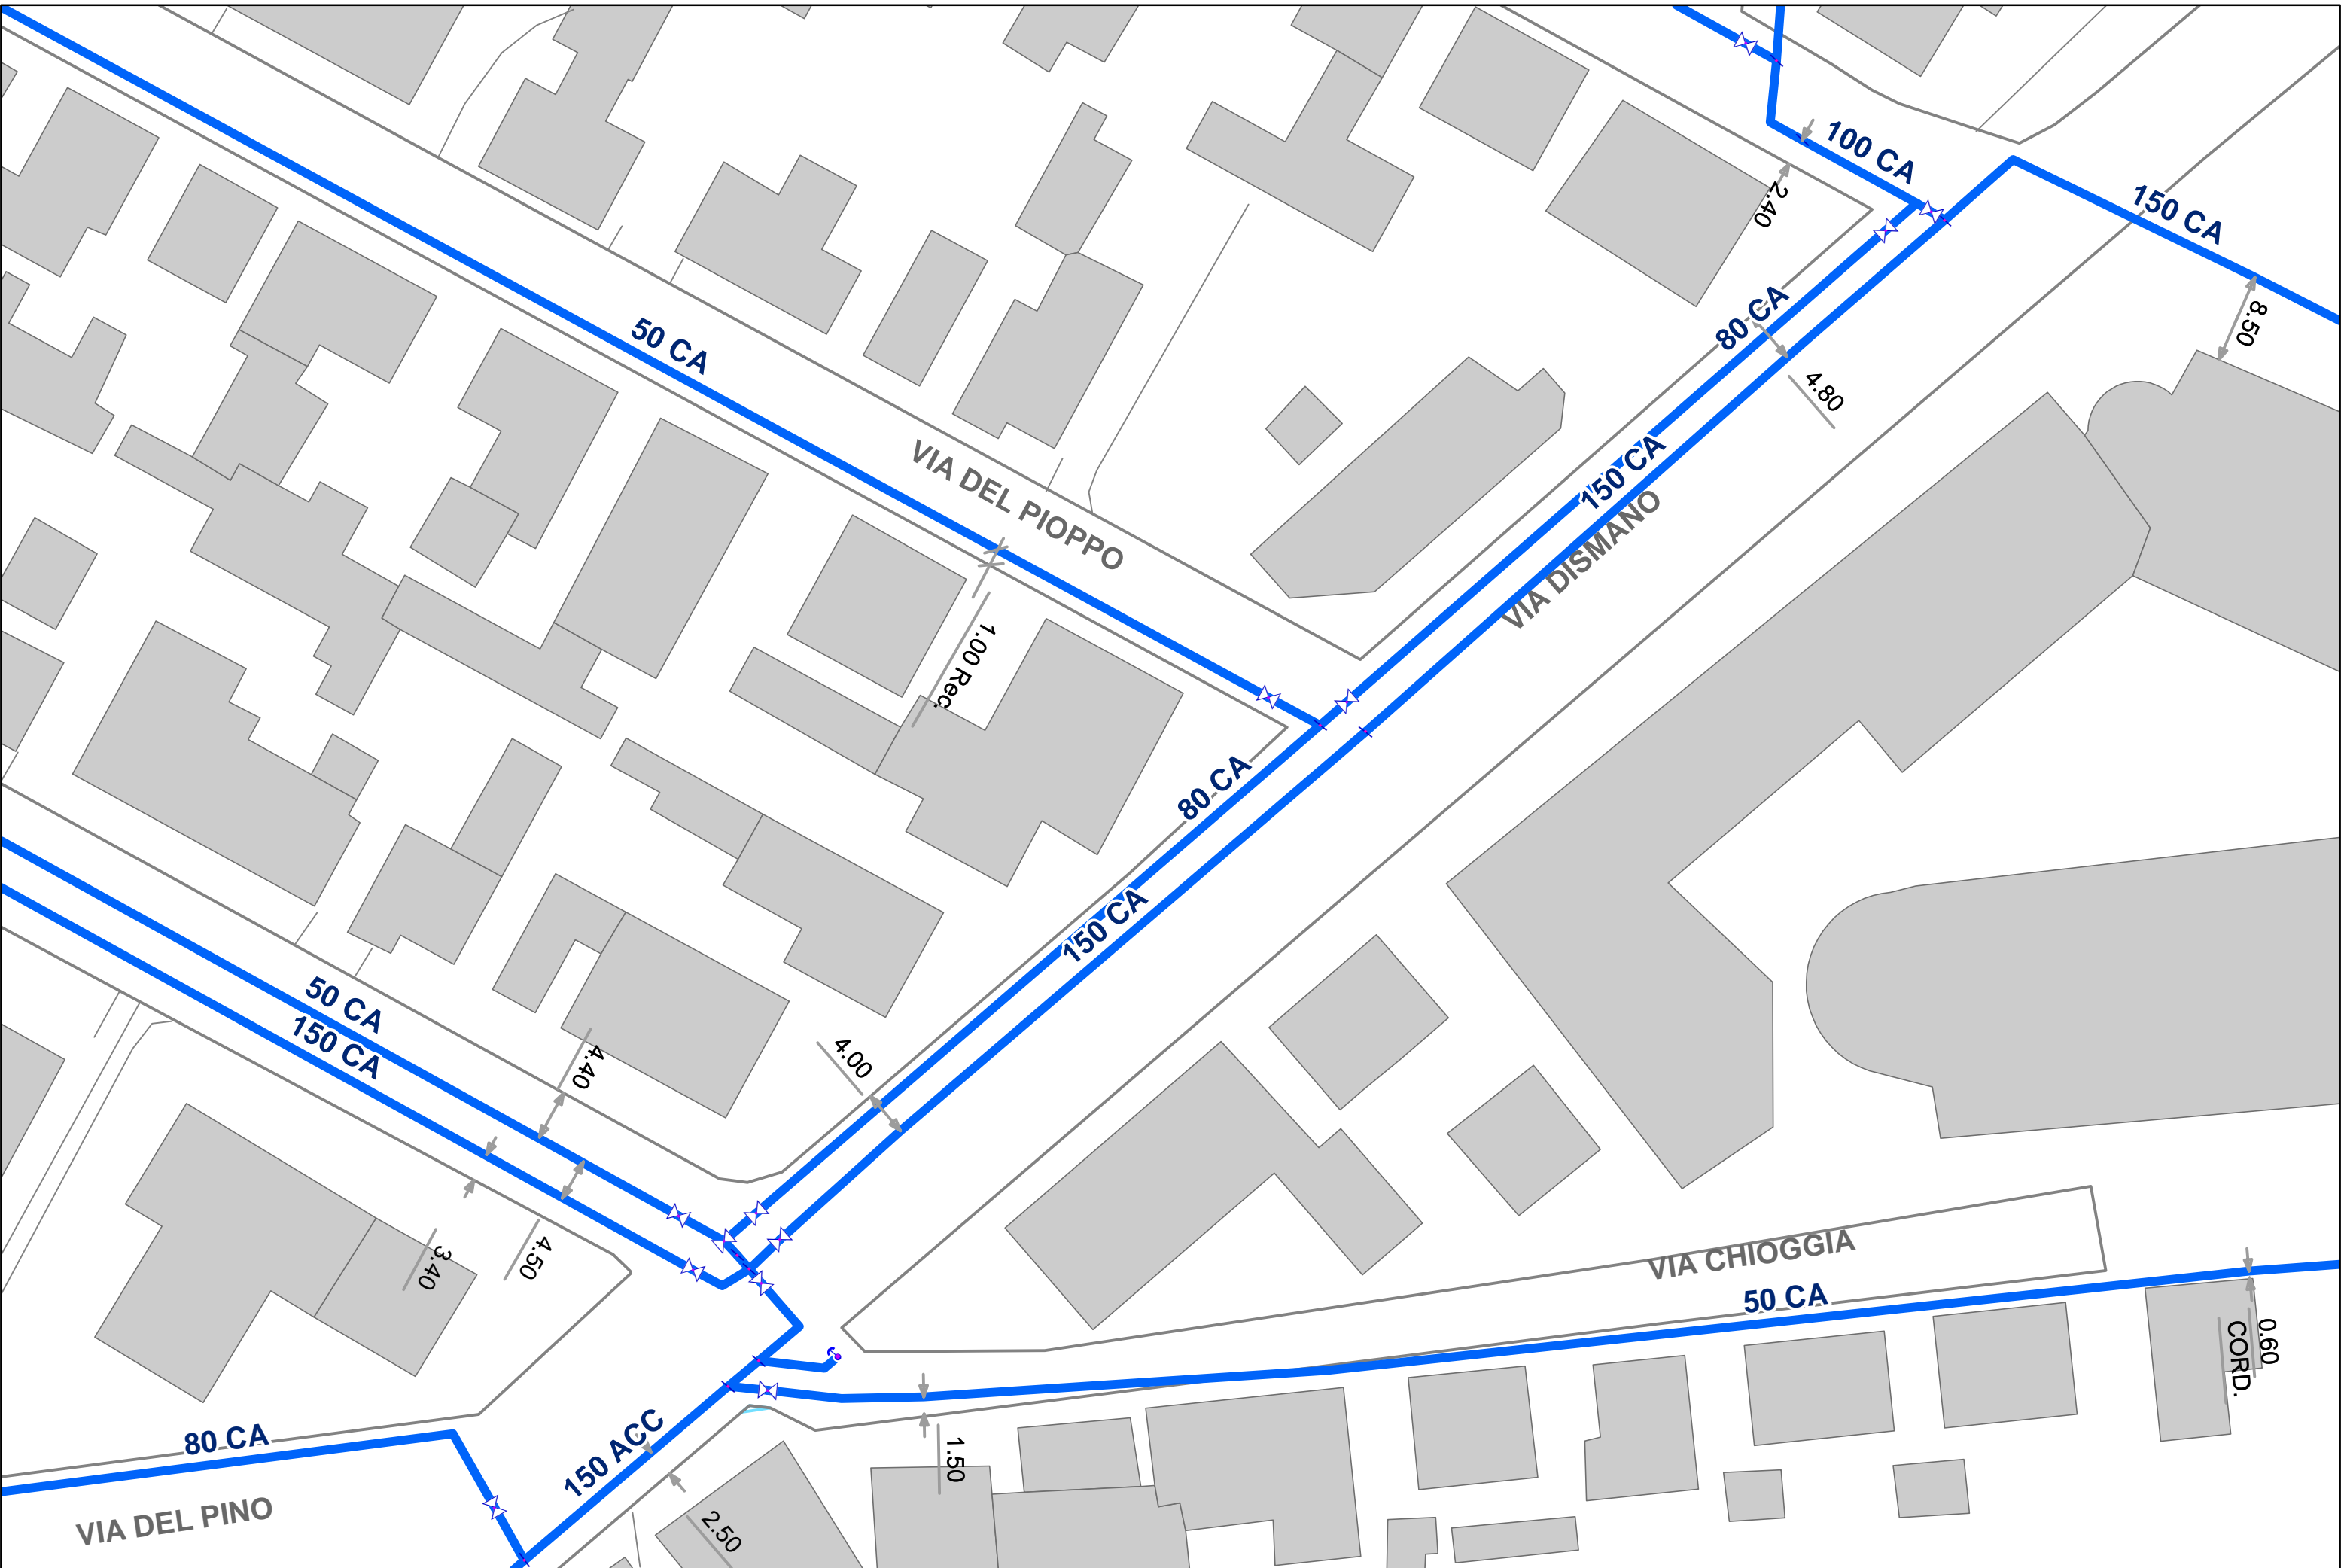 100 CA
150 CA
2.40
80 CA
8.50
50 CA
4.80
150 CA
VIA DEL PIOPPO
VIA DISMANO
1.00 Rec.
80 CA
150 CA
50 CA
150 CA
4.40
4.00
3.40
4.50
VIA CHIOGGIA
50 CA
0.60
CORD.
80 CA
150 ACC
1.50
VIA DEL PINO
2.50